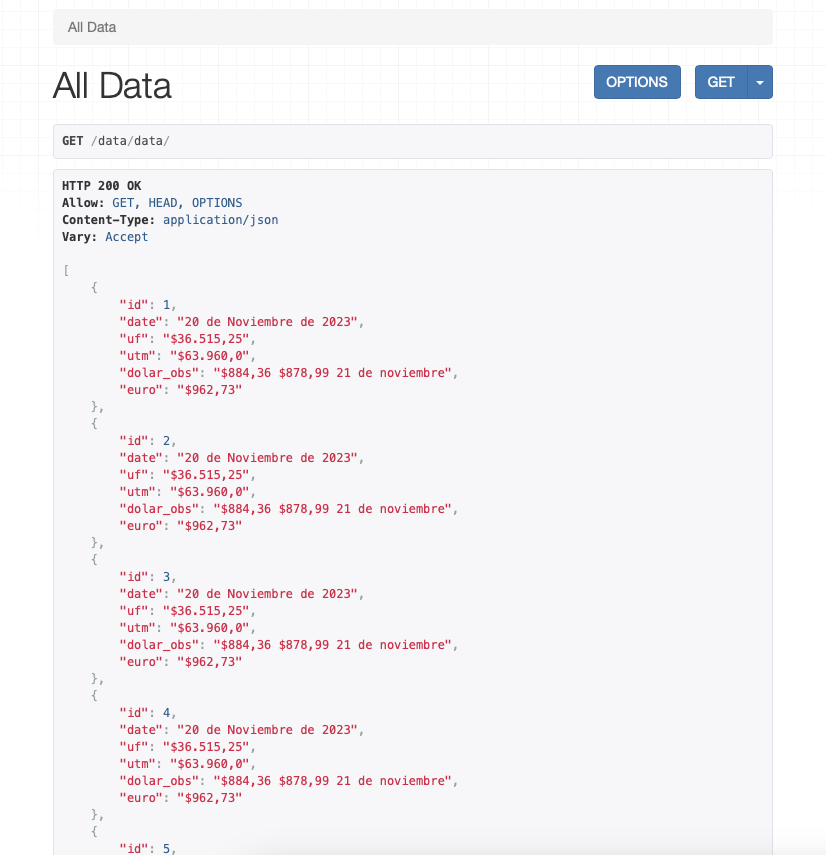 All Data
All Data
OPTIONS
GET
GET /data/data/
HTTP 200 OK
Allow: GET, HEAD, OPTIONS
Content-Type: application/json
Vary: Accept
[
    {
        "id": 1,
        "date": "20 de Noviembre de 2023",
        "uf": "$36.515,25",
        "utm": "$63.960,0",
        "dolar_obs": "$884,36 $878,99 21 de noviembre",
        "euro": "$962,73"
    },
    {
        "id": 2,
        "date": "20 de Noviembre de 2023",
        "uf": "$36.515,25",
        "utm": "$63.960,0",
        "dolar_obs": "$884,36 $878,99 21 de noviembre",
        "euro": "$962,73"
    },
    {
        "id": 3,
        "date": "20 de Noviembre de 2023",
        "uf": "$36.515,25",
        "utm": "$63.960,0",
        "dolar_obs": "$884,36 $878,99 21 de noviembre",
        "euro": "$962,73"
    },
    {
        "id": 4,
        "date": "20 de Noviembre de 2023",
        "uf": "$36.515,25",
        "utm": "$63.960,0",
        "dolar_obs": "$884,36 $878,99 21 de noviembre",
        "euro": "$962,73"
    },
    {
        "id": 5,